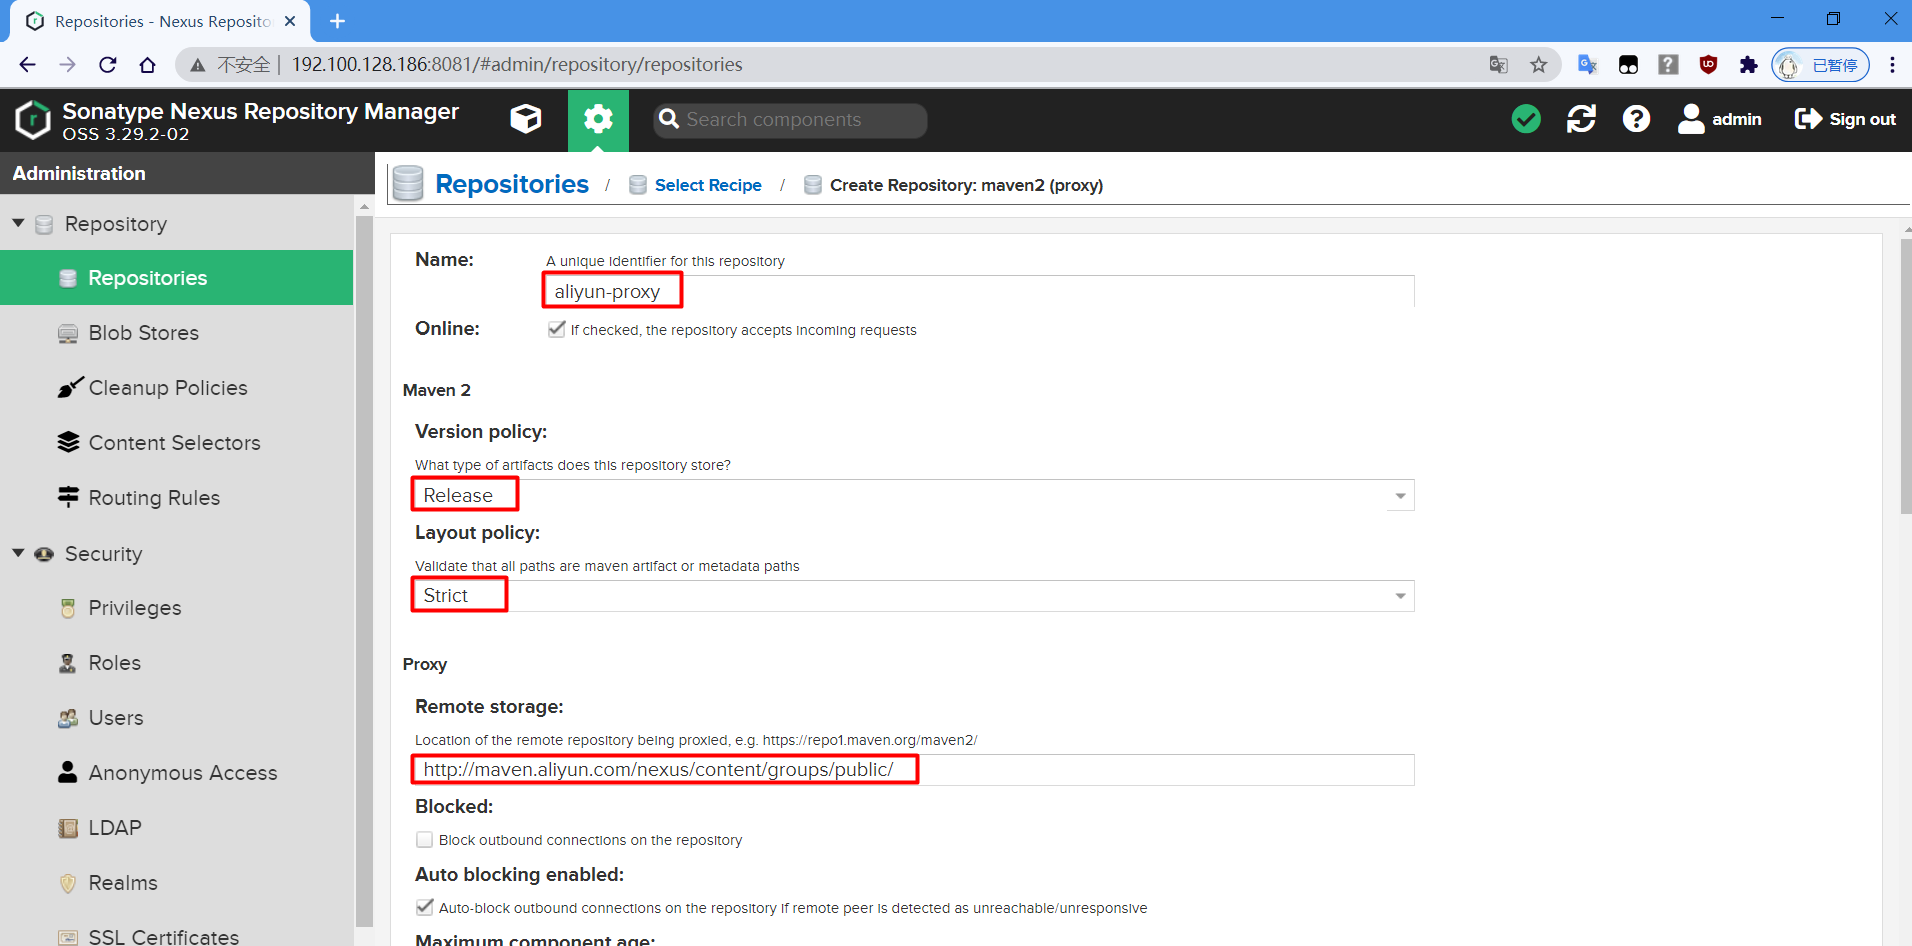 Repositories - Nexus Reposito
不安全 | 192.100.128.186:8081/#admin/repository/repositories
已暂停
Sonatype Nexus Repository Manager
OSS 3.29.2-02
Search components
admin
Sign out
Administration
Repository
Repositories
Blob Stores
Cleanup Policies
Content Selectors
Routing Rules
Security
Privileges
Roles
Users
Anonymous Access
LDAP
Realms
SSL Certificates
Repositories / Select Recipe / Create Repository: maven2 (proxy)
Name:
A unique identifier for this repository
aliyun-proxy
Online:
If checked, the repository accepts incoming requests
Maven 2
Version policy:
What type of artifacts does this repository store?
Release
Layout policy:
Validate that all paths are maven artifact or metadata paths
Strict
Proxy
Remote storage:
Location of the remote repository being proxied, e.g. https://repo1.maven.org/maven2/
http://maven.aliyun.com/nexus/content/groups/public/
Blocked:
Block outbound connections on the repository
Auto blocking enabled:
Auto-block outbound connections on the repository if remote peer is detected as unreachable/unresponsive
Maximum component age: